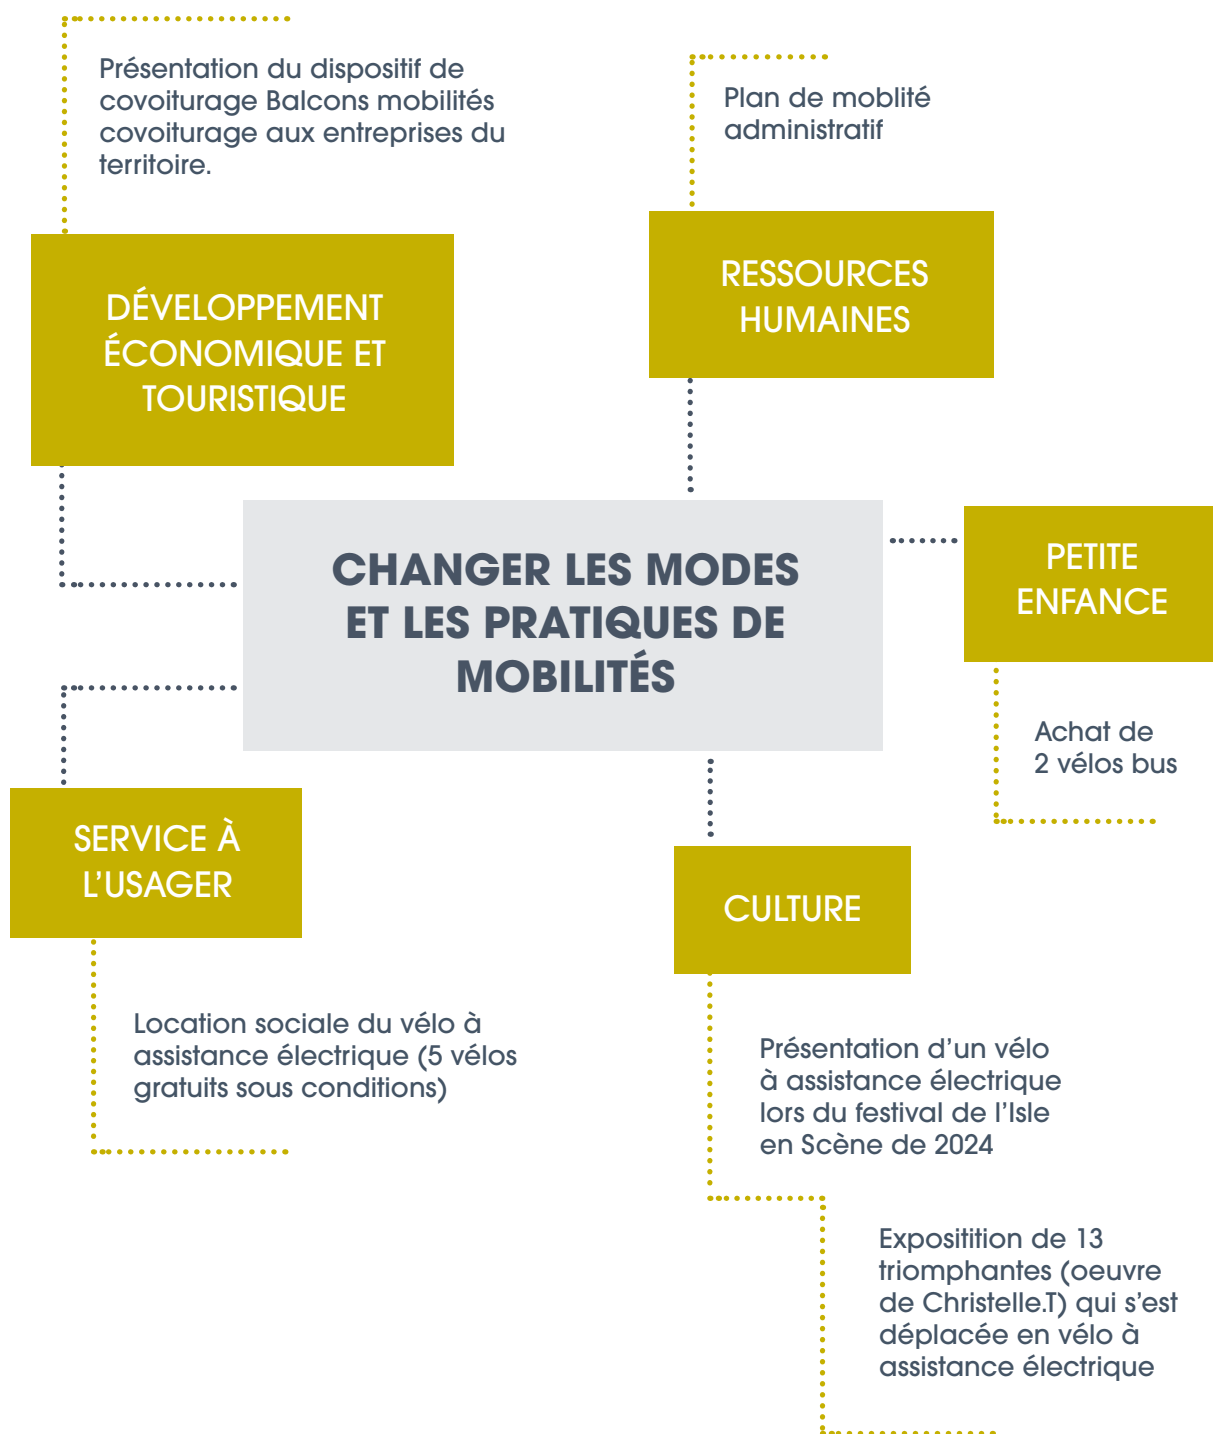 Présentation du dispositif de
covoiturage Balcons mobilités
covoiturage aux entreprises du
territoire.
DÉVELOPPEMENT
ÉCONOMIQUE ET
TOURISTIQUE
Plan de moblité
administratif
RESSOURCES
HUMAINES
CHANGER LES MODES
ET LES PRATIQUES DE
MOBILITÉS
PETITE
ENFANCE
Achat de
2 vélos bus
SERVICE À
L’USAGER
Location sociale du vélo à
assistance électrique (5 vélos
gratuits sous conditions)
CULTURE
Présentation d’un vélo
à assistance électrique
lors du festival de l’Isle
en Scène de 2024
Expositition de 13
triomphantes (oeuvre
de Christelle.T) qui s’est
déplacée en vélo à
assistance électrique